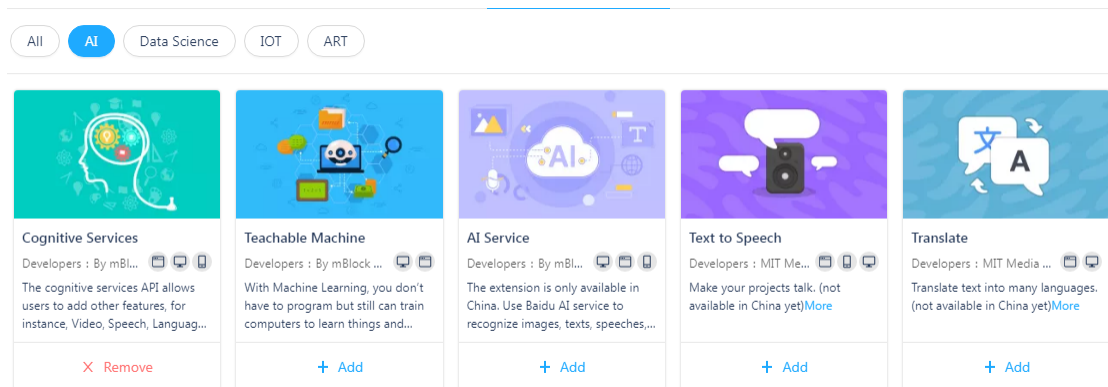 All
AI
Data Science
IOT
ART
AI
T
文
A
Cognitive Services
Developers：By mBl...
The cognitive services API allows
users to add other features, for
instance, Video, Speech, Languag...
Remove
Teachable Machine
Developers：By mBlock ...
With Machine Learning, you don't
have to program but still can train
computers to learn things and...
Add
AI Service
Developers：By mBl...
The extension is only available in
China. Use Baidu AI service to
recognize images, texts, speeches,...
Add
Text to Speech
Developers：MIT Me...
Make your projects talk. (not
available in China yet)More
Add
Translate
Developers：MIT Media ...
Translate text into many languages.
(not available in China yet)More
Add